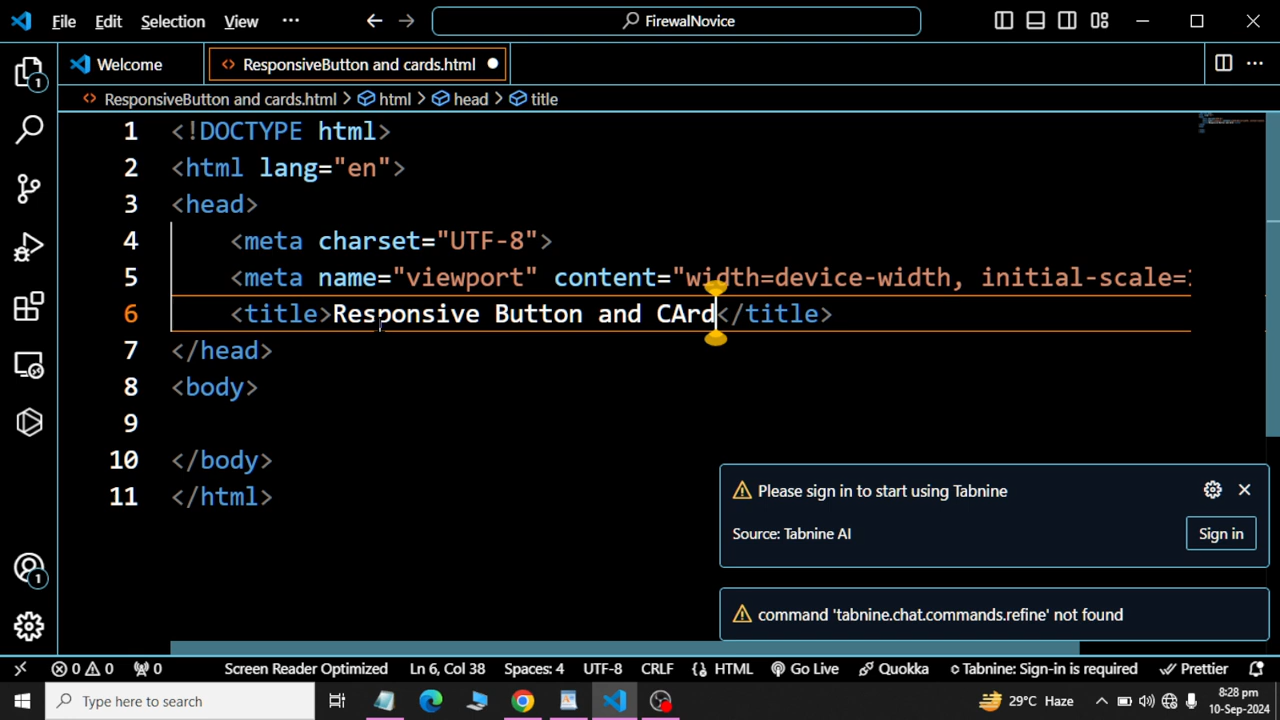 File Edit Selection View ··· FirewalNovice
Welcome ResponsiveButton and cards.html
ResponsiveButton and cards.html > html > head > title
1 <!DOCTYPE html>
2 <html lang="en">
3 <head>
4 <meta charset="UTF-8">
5 <meta name="viewport" content="width=device-width, initial-scale=
6 <title>Responsive Button and CArd</title>
7 </head>
8 <body>
9
10 </body>
11 </html>
Please sign in to start using Tabnine
Source: Tabnine AI Sign in
command 'tabnine.chat.commands.refine' not found
1
1
0 0 0 Screen Reader Optimized Ln 6, Col 38 Spaces: 4 UTF-8 CRLF HTML Go Live Quokka Tabnine: Sign-in is required Prettier
Type here to search 29°C Haze 8:28 pm
10-Sep-2024